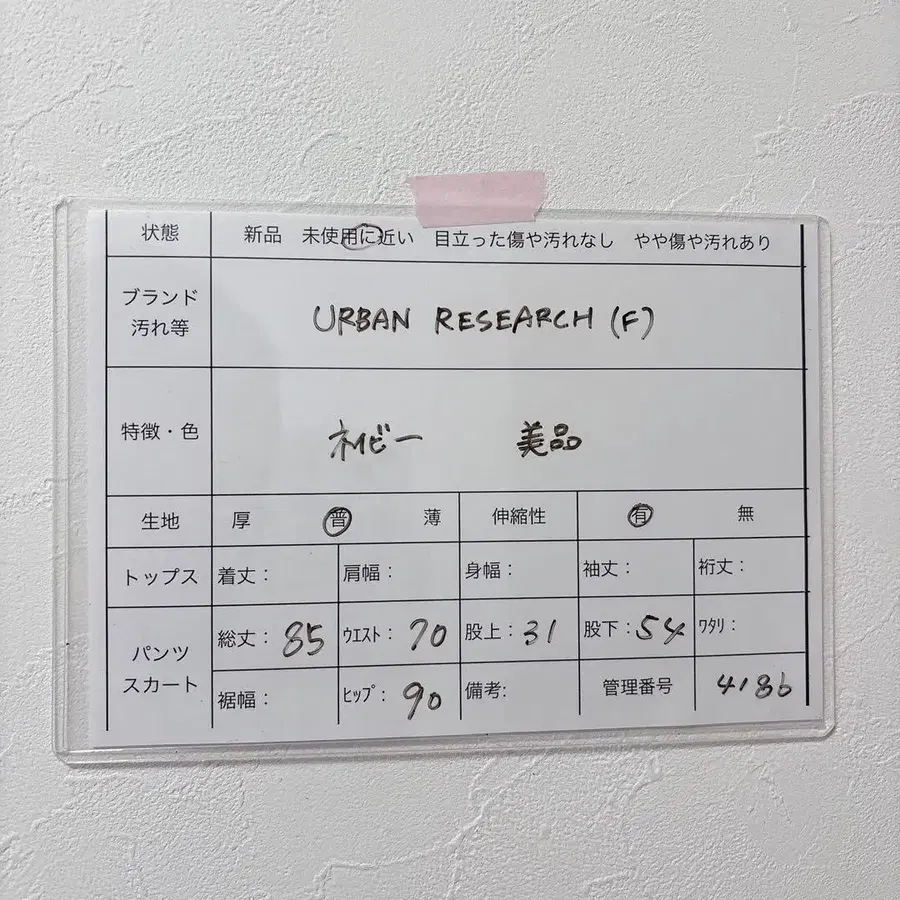 状態 新品 未使用に近い 目立った傷や汚れなし やや傷や汚れあり
ブランド
汚れ等
URBAN RESEARCH (F)
特徴・色 ネイビー 美品
生地 厚 普 薄 伸縮性 有 無
トップス 着丈： 肩幅： 身幅： 袖丈： 裄丈：
パンツ
スカート
総丈：85 ｳｴｽﾄ：70 股上：31 股下：54 ﾜﾀﾘ：
裾幅： ﾋｯﾌﾟ：90 備考: 管理番号 4186